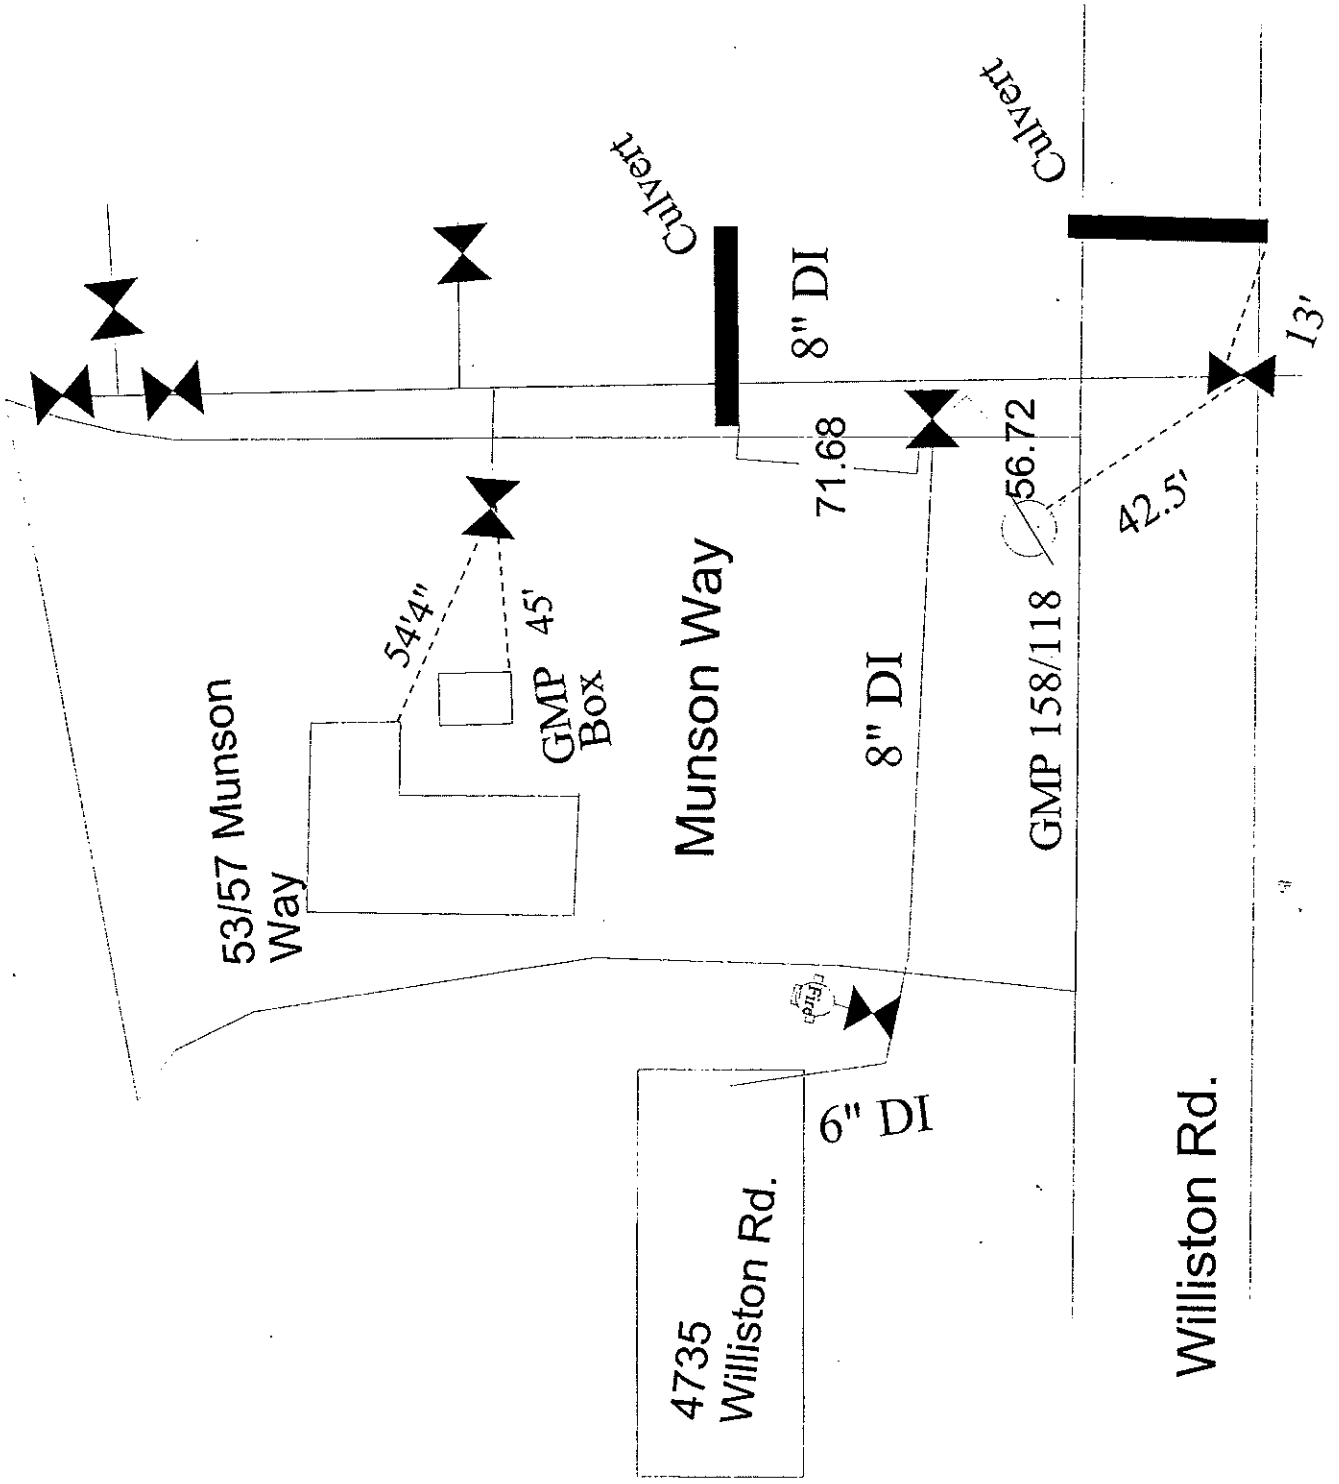 53/57 Munson
Way
54'4"
45'
GMP
Box
Culvert
Munson Way
8" DI
71.68
8" DI
Fire
6" DI
4735
Williston Rd.
Culvert
56.72
GMP 158/118
42.5'
13'
Williston Rd.